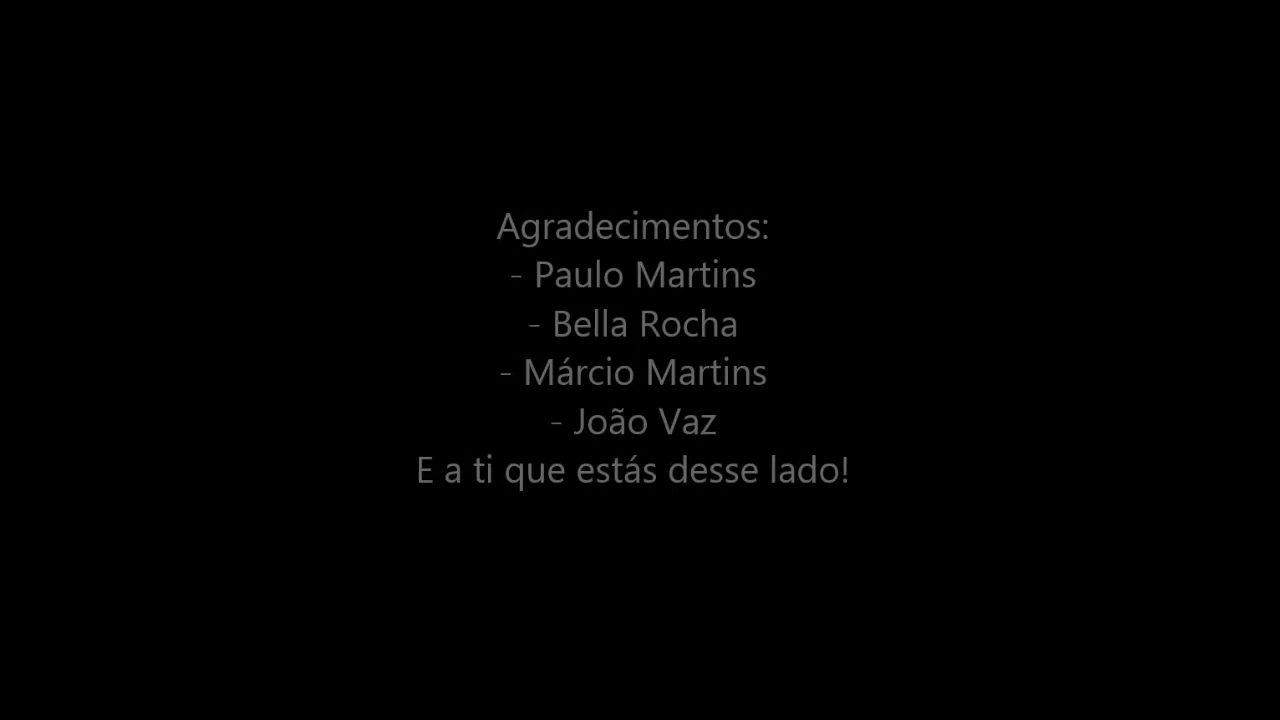 Agradecimentos:
- Paulo Martins
- Bella Rocha
- Márcio Martins
- João Vaz
E a ti que estás desse lado!